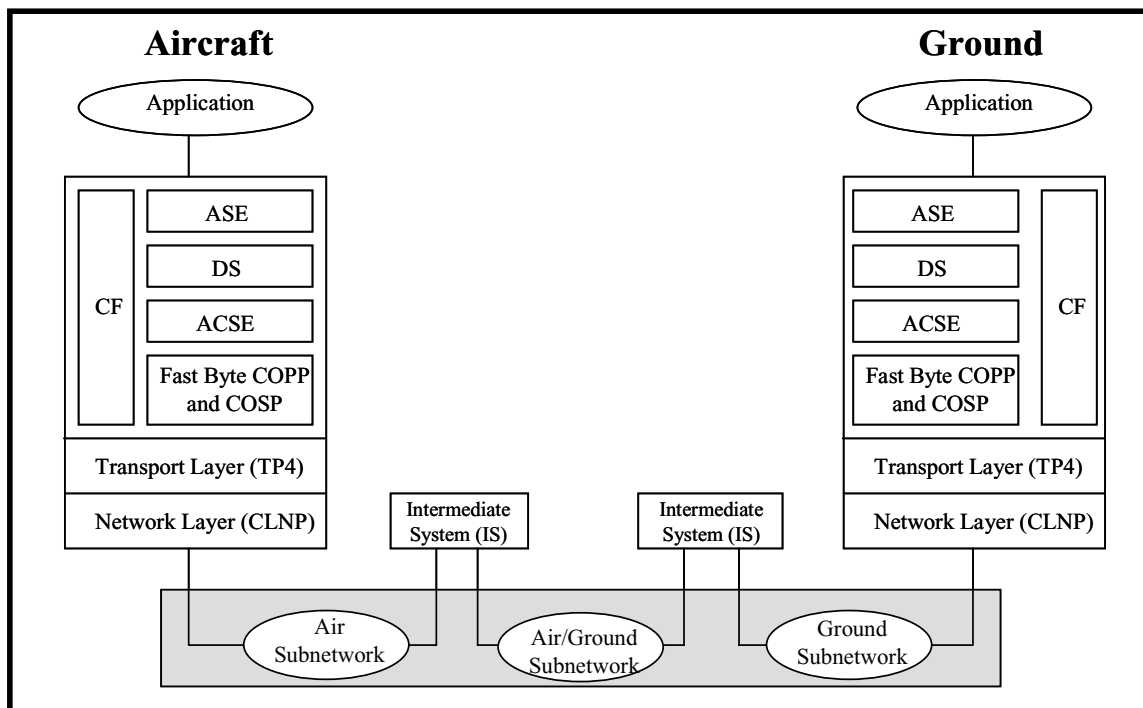 Aircraft
Ground
Application
Application
CF
ASE
DS
ACSE
Fast Byte COPP
and COSP
ASE
DS
ACSE
Fast Byte COPP
and COSP
CF
Transport Layer (TP4)
Network Layer (CLNP)
Transport Layer (TP4)
Network Layer (CLNP)
Intermediate
System (IS)
Intermediate
System (IS)
Air
Subnetwork
Air/Ground
Subnetwork
Ground
Subnetwork